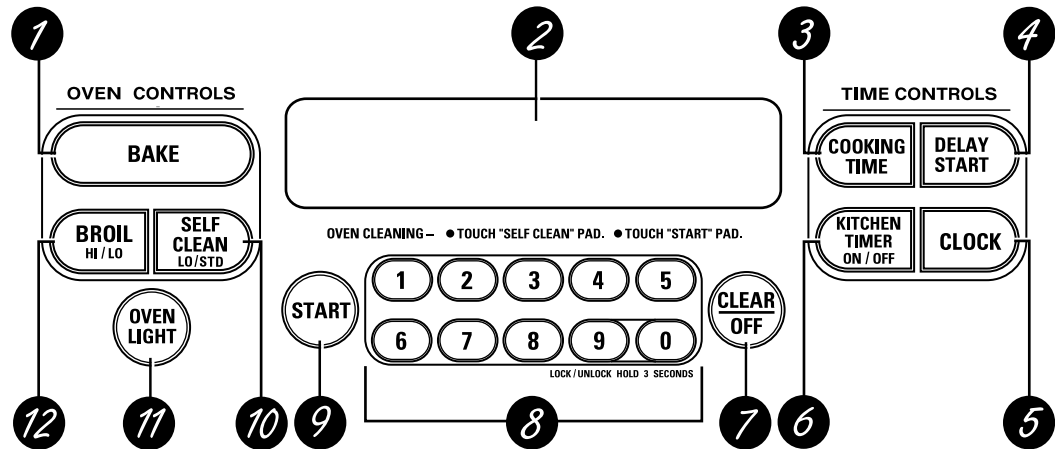 1
2
3
4
OVEN CONTROLS
TIME CONTROLS
BAKE
COOKING
TIME
DELAY
START
BROIL
HI / LO
SELF
CLEAN
LO/STD
KITCHEN
TIMER
ON / OFF
CLOCK
OVEN CLEANING – ● TOUCH "SELF CLEAN" PAD. ● TOUCH "START" PAD.
OVEN
LIGHT
START
1 2 3 4 5
6 7 8 9 0
LOCK / UNLOCK HOLD 3 SECONDS
CLEAR
OFF
12
11
10
9
8
7
6
5